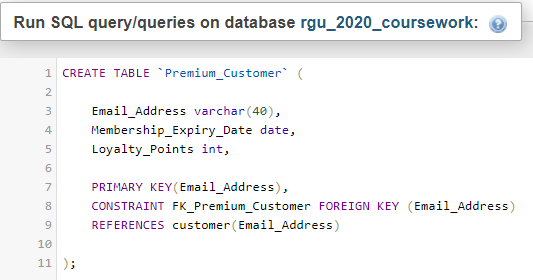 Run SQL query/queries on database rgu_2020_coursework:
1 CREATE TABLE `Premium_Customer` (
2
3 Email_Address varchar(40),
4 Membership_Expiry_Date date,
5 Loyalty_Points int,
6
7 PRIMARY KEY(Email_Address),
8 CONSTRAINT FK_Premium_Customer FOREIGN KEY (Email_Address)
9 REFERENCES customer(Email_Address)
10
11 );